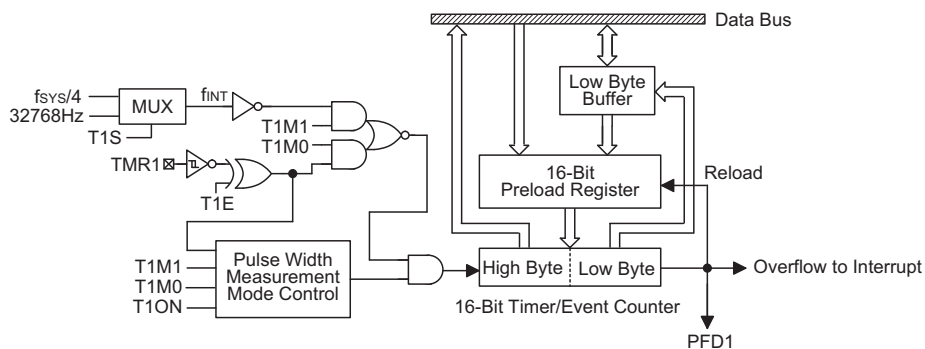 Data Bus
fSYS/4
32768Hz
MUX
T1S
fINT
T1M1
T1M0
TMR1
T1E
Low Byte
Buffer
16-Bit
Preload Register
Reload
T1M1
T1M0
T1ON
Pulse Width
Measurement
Mode Control
High Byte
Low Byte
16-Bit Timer/Event Counter
Overflow to Interrupt
PFD1